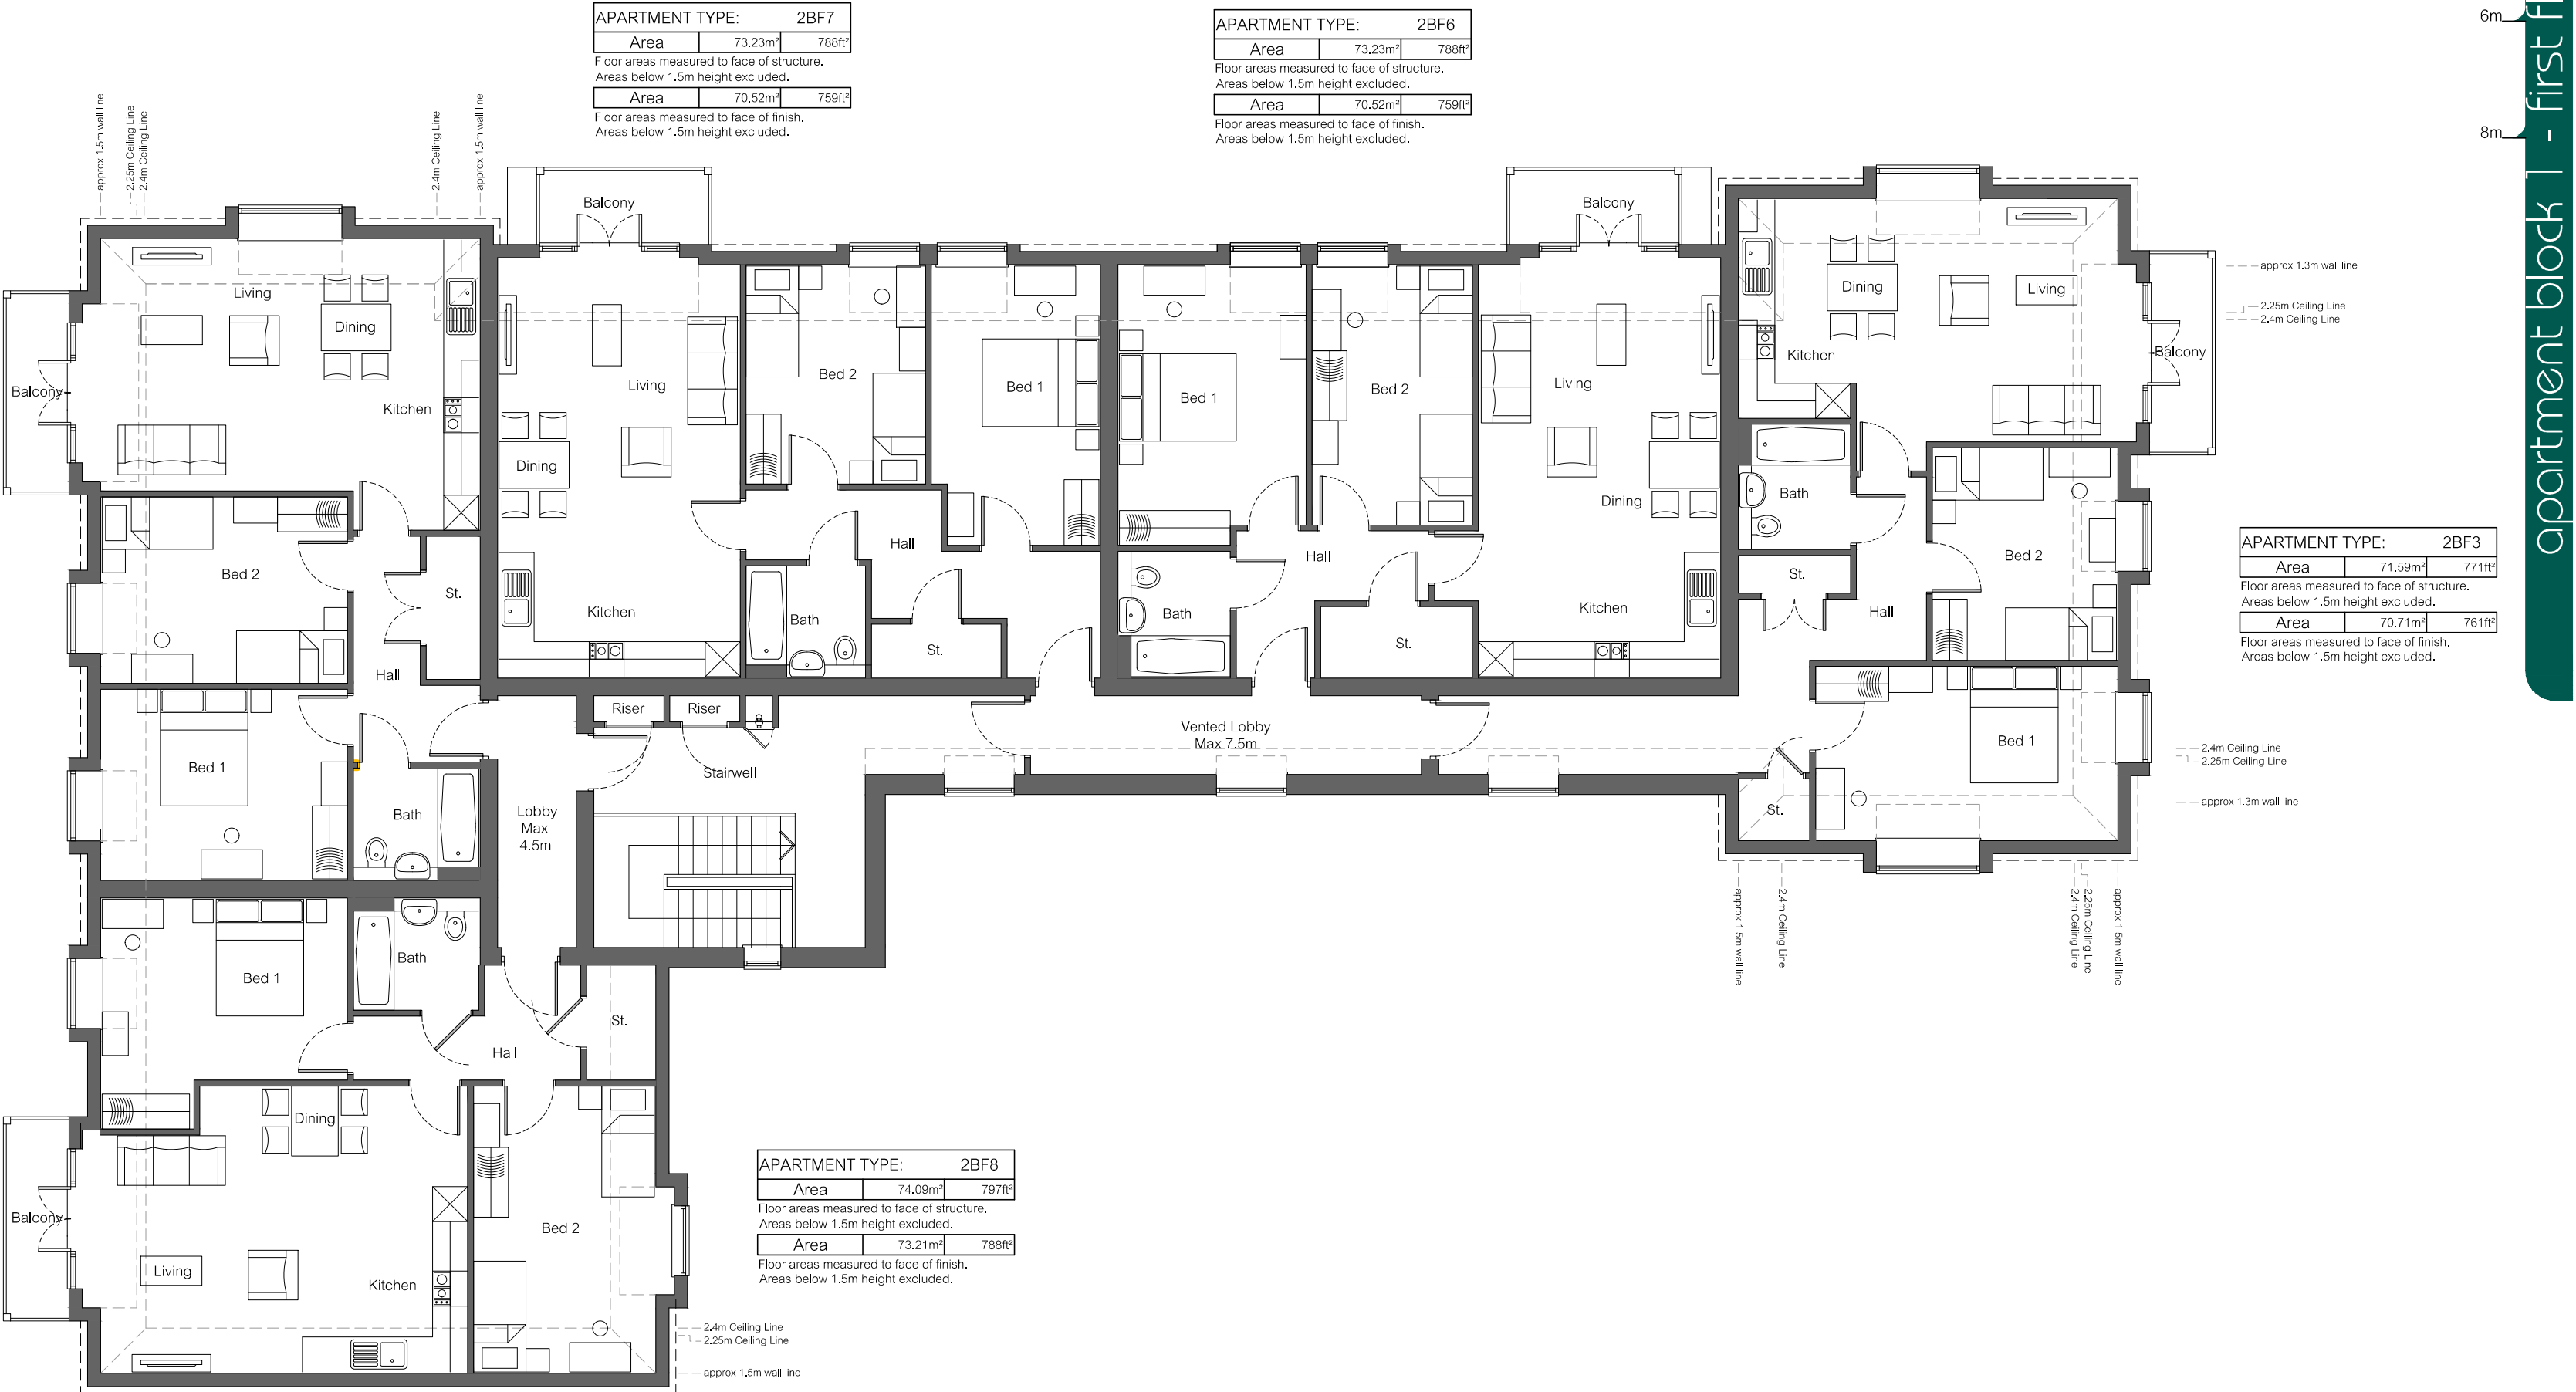 APARTMENT TYPE: 2BF7
Area 73.23m² 788ft²
Floor areas measured to face of structure.
Areas below 1.5m height excluded.
Area 70.52m² 759ft²
Floor areas measured to face of finish.
Areas below 1.5m height excluded.
APARTMENT TYPE: 2BF6
Area 73.23m² 788ft²
Floor areas measured to face of structure.
Areas below 1.5m height excluded.
Area 70.52m² 759ft²
Floor areas measured to face of finish.
Areas below 1.5m height excluded.
6m
8m
apartment block 1 - first
approx 1.5m wall line
2.25m Ceiling Line
2.4m Ceiling Line
2.4m Ceiling Line
approx 1.5m wall line
Balcony
Balcony
Living
Dining
Kitchen
Balcony
Living
Dining
Kitchen
Bed 2
Bed 1
Bed 1
Bed 2
Living
Dining
Kitchen
Dining
Living
Kitchen
Balcony
approx 1.3m wall line
2.25m Ceiling Line
2.4m Ceiling Line
Bed 2
St.
Hall
Hall
Bath
St.
Hall
Bath
St.
Bath
St.
Hall
Bed 2
APARTMENT TYPE: 2BF3
Area 71.59m² 771ft²
Floor areas measured to face of structure.
Areas below 1.5m height excluded.
Area 70.71m² 761ft²
Floor areas measured to face of finish.
Areas below 1.5m height excluded.
Riser
Riser
Vented Lobby
Max 7.5m
Bed 1
Stairwell
Bed 1
Bath
Lobby
Max
4.5m
St.
2.4m Ceiling Line
2.25m Ceiling Line
approx 1.3m wall line
approx 1.5m wall line
2.4m Ceiling Line
2.4m Ceiling Line
2.25m Ceiling Line
approx 1.5m wall line
Bed 1
Bath
Hall
St.
Dining
Balcony
Living
Kitchen
Bed 2
APARTMENT TYPE: 2BF8
Area 74.09m² 797ft²
Floor areas measured to face of structure.
Areas below 1.5m height excluded.
Area 73.21m² 788ft²
Floor areas measured to face of finish.
Areas below 1.5m height excluded.
2.4m Ceiling Line
2.25m Ceiling Line
approx 1.5m wall line